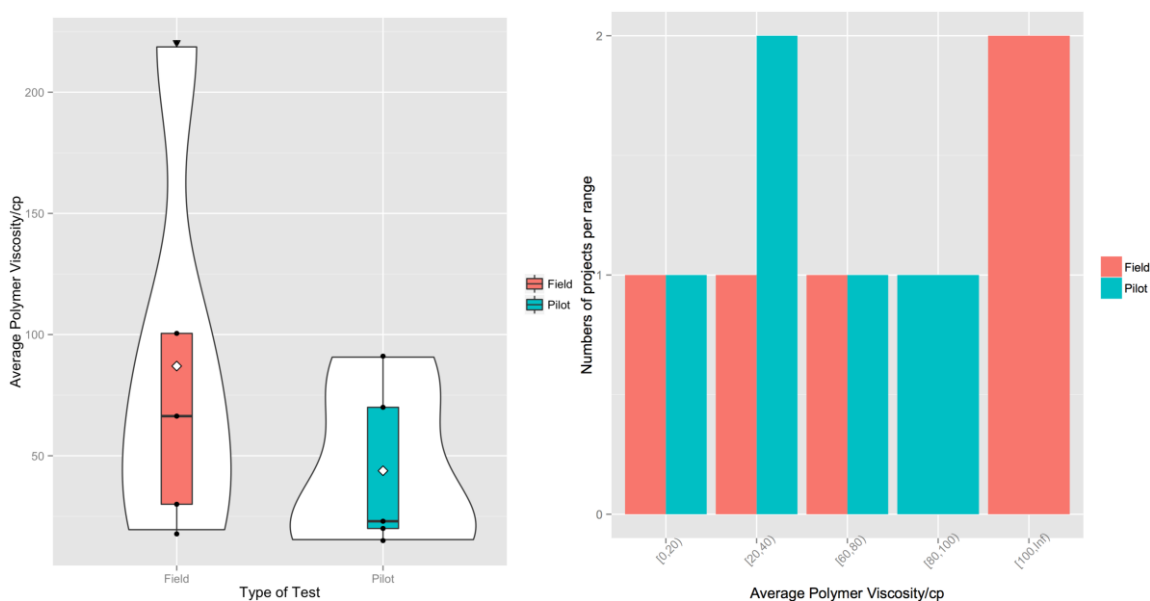 Average Polymer Viscosity/cp
200
150
100
50
Field
Pilot
Type of Test
Field
Pilot
Numbers of projects per range
2
1
0
[0,20)
[20,40)
[60,80)
[80,100)
[100,Inf)
Average Polymer Viscosity/cp
Field
Pilot